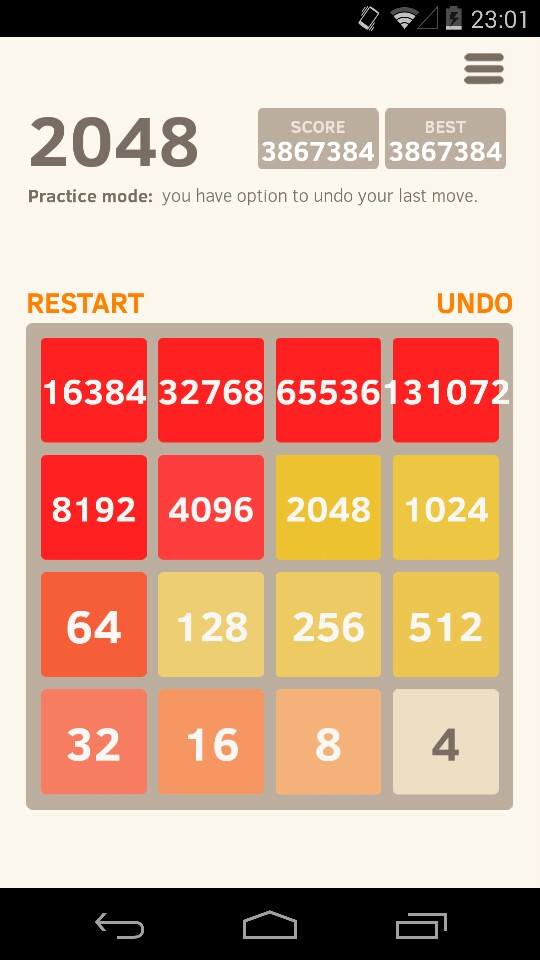 23:01
2048
SCORE
3867384
BEST
3867384
Practice mode: you have option to undo your last move.
RESTART UNDO
16384 32768 65536 131072
8192 4096 2048 1024
64 128 256 512
32 16 8 4